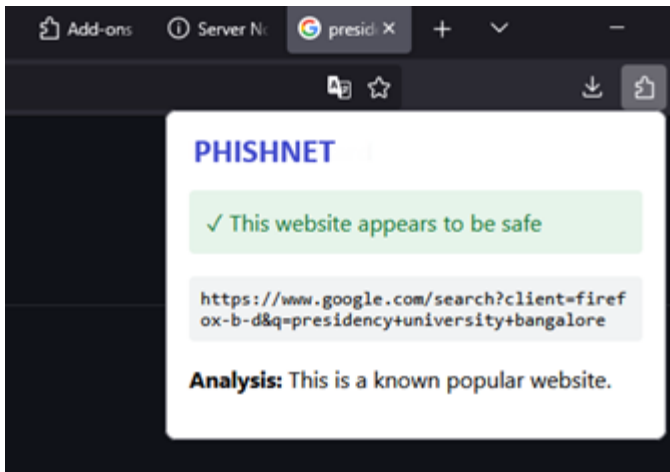 Add-ons Server No presid
PHISHNET
✓ This website appears to be safe
https://www.google.com/search?client=firef
ox-b-d&q=presidency+university+bangalore
Analysis: This is a known popular website.